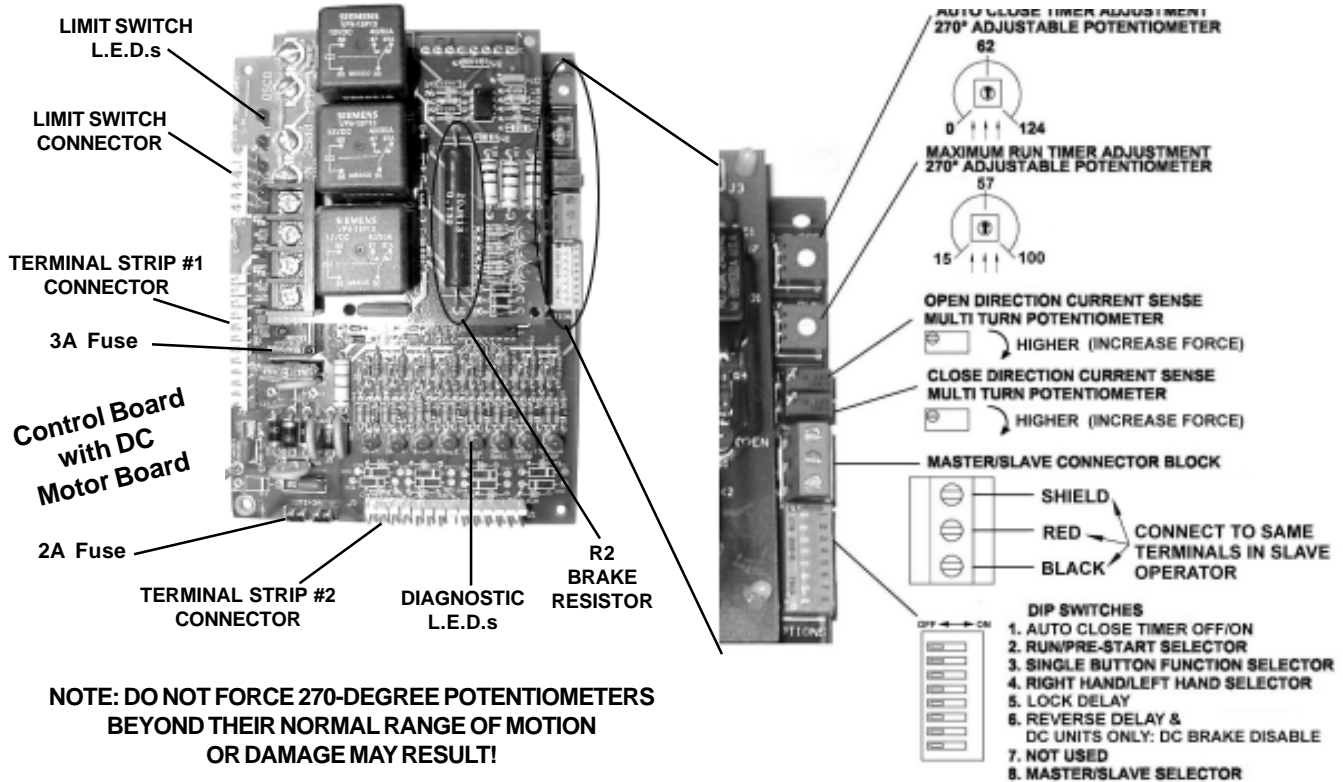 LIMIT SWITCH
L.E.D.s
LIMIT SWITCH
CONNECTOR
TERMINAL STRIP #1
CONNECTOR
3A Fuse
Control Board
with DC
Motor Board
2A Fuse
TERMINAL STRIP #2
CONNECTOR
DIAGNOSTIC
L.E.D.s
R2
BRAKE
RESISTOR
OSCO
SIEMENS
SIEMENS
SIEMENS
NOTE: DO NOT FORCE 270-DEGREE POTENTIOMETERS
BEYOND THEIR NORMAL RANGE OF MOTION
OR DAMAGE MAY RESULT!
J3
AUTO CLOSE TIMER ADJUSTMENT
270° ADJUSTABLE POTENTIOMETER
62
0
124
MAXIMUM RUN TIMER ADJUSTMENT
270° ADJUSTABLE POTENTIOMETER
57
15
100
OPEN DIRECTION CURRENT SENSE
MULTI TURN POTENTIOMETER
HIGHER (INCREASE FORCE)
CLOSE DIRECTION CURRENT SENSE
MULTI TURN POTENTIOMETER
HIGHER (INCREASE FORCE)
MASTER/SLAVE CONNECTOR BLOCK
SHIELD
RED
BLACK
CONNECT TO SAME
TERMINALS IN SLAVE
OPERATOR
DIP SWITCHES
OFF ON
1. AUTO CLOSE TIMER OFF/ON
2. RUN/PRE-START SELECTOR
3. SINGLE BUTTON FUNCTION SELECTOR
4. RIGHT HAND/LEFT HAND SELECTOR
5. LOCK DELAY
6. REVERSE DELAY &
DC UNITS ONLY: DC BRAKE DISABLE
7. NOT USED
8. MASTER/SLAVE SELECTOR